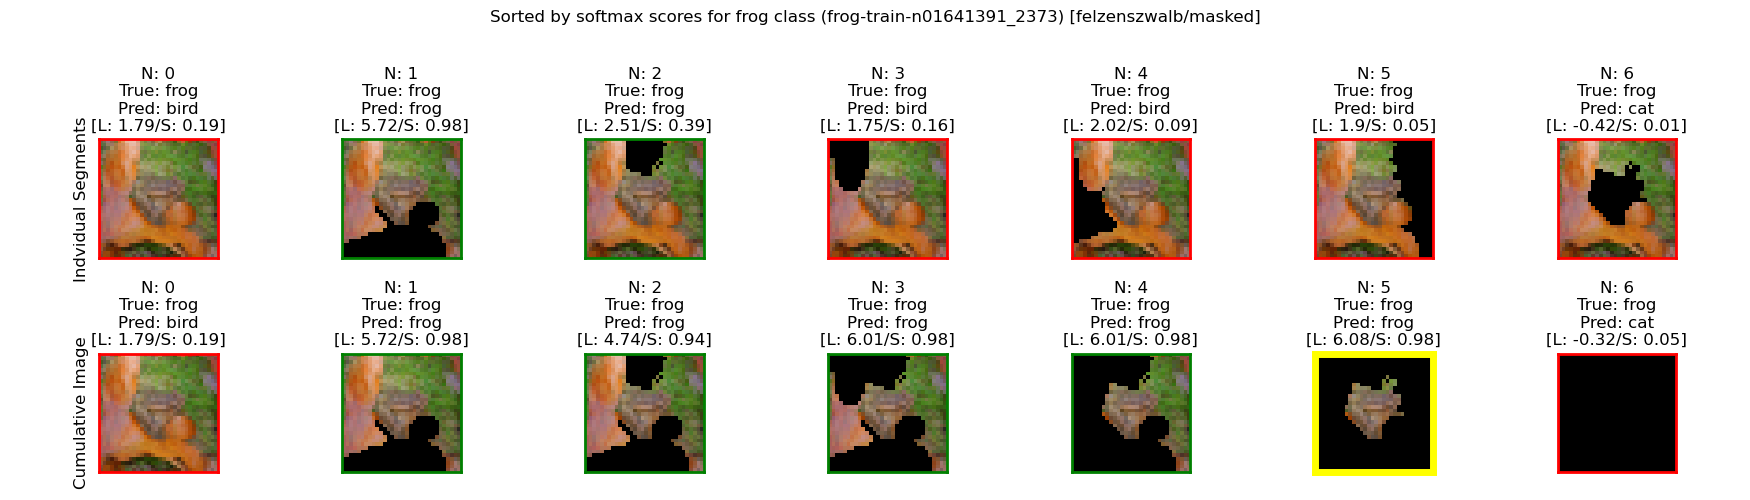 Sorted by softmax scores for frog class (frog-train-n01641391_2373) [felzenszwalb/masked]
Indvidual Segments
N: 0
True: frog
Pred: bird
[L: 1.79/S: 0.19]
N: 1
True: frog
Pred: frog
[L: 5.72/S: 0.98]
N: 2
True: frog
Pred: frog
[L: 2.51/S: 0.39]
N: 3
True: frog
Pred: bird
[L: 1.75/S: 0.16]
N: 4
True: frog
Pred: bird
[L: 2.02/S: 0.09]
N: 5
True: frog
Pred: bird
[L: 1.9/S: 0.05]
N: 6
True: frog
Pred: cat
[L: -0.42/S: 0.01]
Cumulative Image
N: 0
True: frog
Pred: bird
[L: 1.79/S: 0.19]
N: 1
True: frog
Pred: frog
[L: 5.72/S: 0.98]
N: 2
True: frog
Pred: frog
[L: 4.74/S: 0.94]
N: 3
True: frog
Pred: frog
[L: 6.01/S: 0.98]
N: 4
True: frog
Pred: frog
[L: 6.01/S: 0.98]
N: 5
True: frog
Pred: frog
[L: 6.08/S: 0.98]
N: 6
True: frog
Pred: cat
[L: -0.32/S: 0.05]